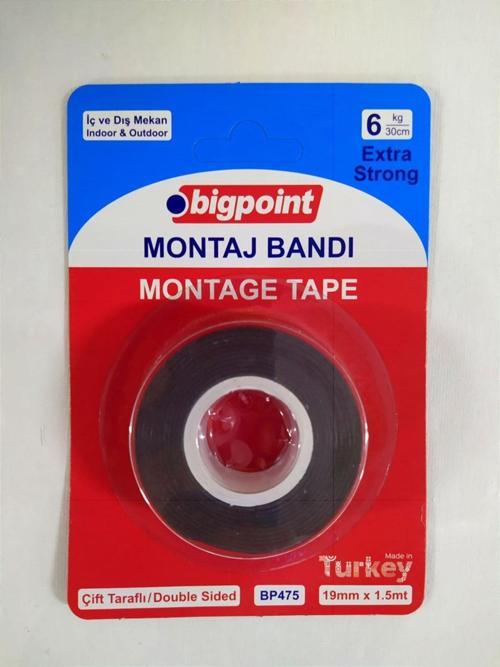 İç ve Dış Mekan
Indoor & Outdoor
6 kg/30cm
Extra
Strong
bigpoint
MONTAJ BANDI
MONTAGE TAPE
Made in
Turkey
Çift Taraflı/Double Sided
BP475
19mm x 1.5mt